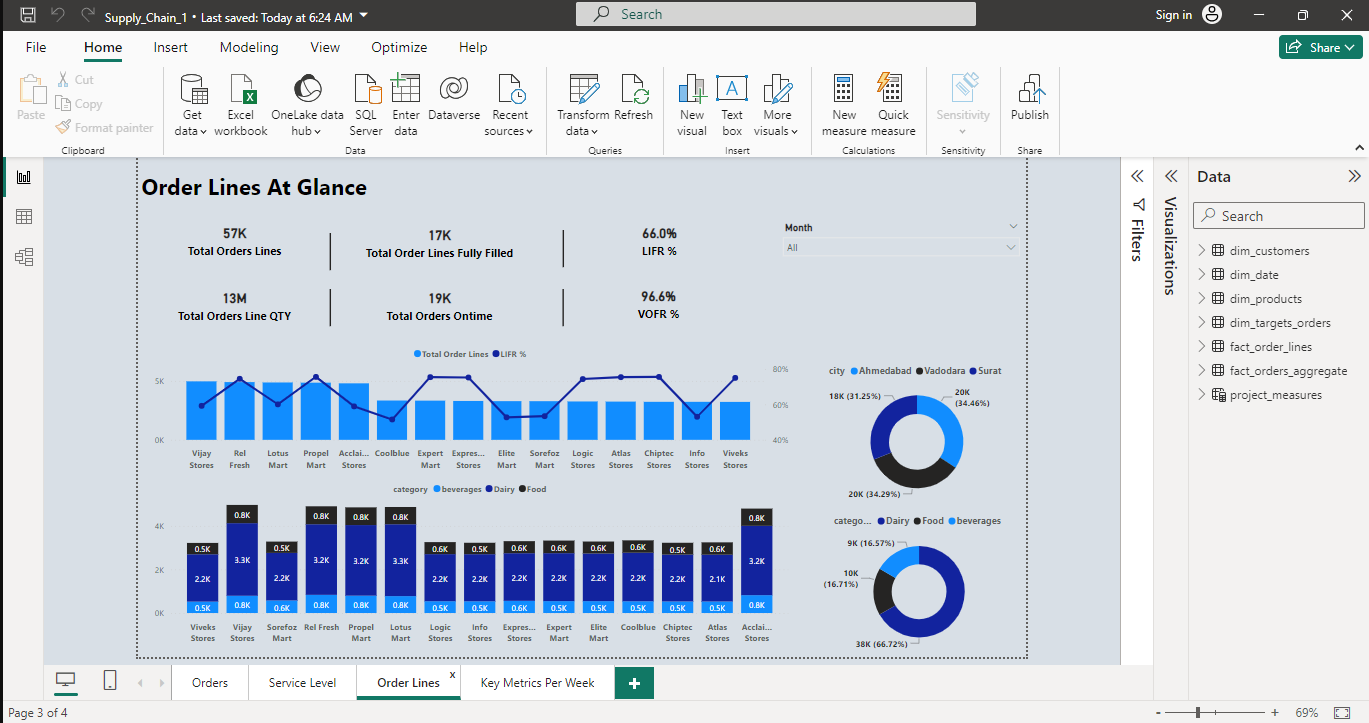 Supply_Chain_1 • Last saved: Today at 6:24 AM
Search
Sign in
File Home Insert Modeling View Optimize Help
Share
Paste
Cut
Copy
Format painter
Clipboard
Get data
Excel workbook
OneLake data hub
SQL Server
Enter data
Dataverse
Recent sources
Data
Transform data
Refresh
Queries
New visual
Text box
More visuals
Insert
New measure
Quick measure
Calculations
Sensitivity
Sensitivity
Publish
Share
Order Lines At Glance
57K
Total Orders Lines
17K
Total Order Lines Fully Filled
66.0%
LIFR %
Month
All
13M
Total Orders Line QTY
19K
Total Orders Ontime
96.6%
VOFR %
Total Order Lines LIFR %
5K
0K
80%
60%
40%
Vijay Stores
Rel Fresh
Lotus Mart
Propel Mart
Acclai... Stores
Coolblue
Expert Mart
Expres... Stores
Elite Mart
Sorefoz Mart
Logic Stores
Atlas Stores
Chiptec Stores
Info Stores
Viveks Stores
city Ahmedabad Vadodara Surat
18K (31.25%)
20K (34.46%)
20K (34.29%)
category beverages Dairy Food
4K
2K
0K
0.5K 0.8K 0.5K 0.8K 0.8K 0.8K 0.6K 0.5K 0.6K 0.6K 0.6K 0.6K 0.5K 0.6K 0.8K
2.2K 3.3K 2.2K 3.2K 3.2K 3.3K 2.2K 2.2K 2.2K 2.2K 2.2K 2.2K 2.2K 2.1K 3.2K
0.5K 0.8K 0.6K 0.8K 0.8K 0.8K 0.5K 0.5K 0.6K 0.5K 0.5K 0.5K 0.5K 0.5K 0.8K
Viveks Stores
Vijay Stores
Sorefoz Mart
Rel Fresh
Propel Mart
Lotus Mart
Logic Stores
Info Stores
Expres... Stores
Expert Mart
Elite Mart
Coolblue
Chiptec Stores
Atlas Stores
Acclai... Stores
catego... Dairy Food beverages
9K (16.57%)
10K (16.71%)
38K (66.72%)
Filters
Visualizations
Data
Search
dim_customers
dim_date
dim_products
dim_targets_orders
fact_order_lines
fact_orders_aggregate
project_measures
Orders
Service Level
Order Lines x
Key Metrics Per Week
+
Page 3 of 4
- + 69%